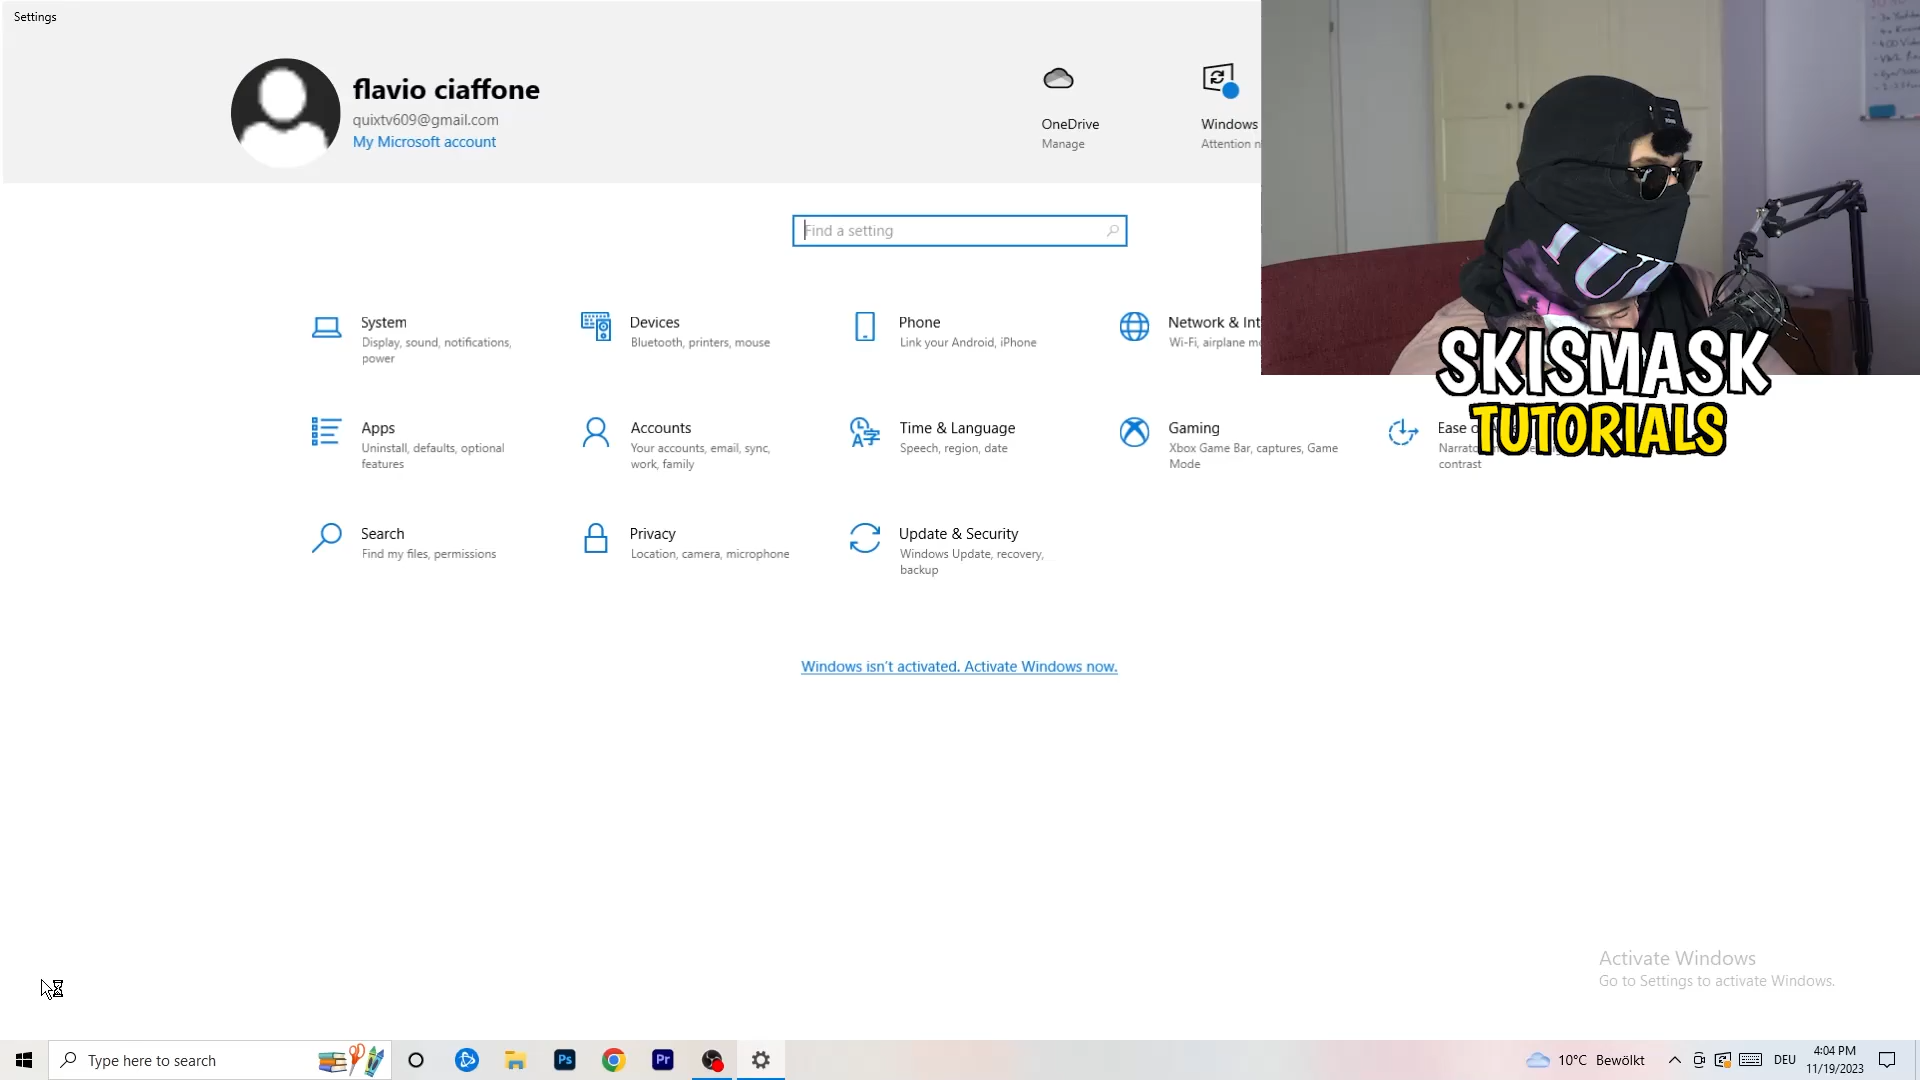 Settings
flavio ciaffone
quixtv609@gmail.com
My Microsoft account
OneDrive
Manage
Windows
Attention n
Find a setting
System
Display, sound, notifications,
power
Devices
Bluetooth, printers, mouse
Phone
Link your Android, iPhone
Network & Int
Wi-Fi, airplane mo
SKISMASK
TUTORIALS
Apps
Uninstall, defaults, optional
features
Accounts
Your accounts, email, sync,
work, family
Time & Language
Speech, region, date
Gaming
Xbox Game Bar, captures, Game
Mode
Ease o
Narrato
contrast
Search
Find my files, permissions
Privacy
Location, camera, microphone
Update & Security
Windows Update, recovery,
backup
Windows isn't activated. Activate Windows now.
Activate Windows
Go to Settings to activate Windows.
Type here to search
Ps
Pr
10°C Bewölkt
DEU
4:04 PM
11/19/2023